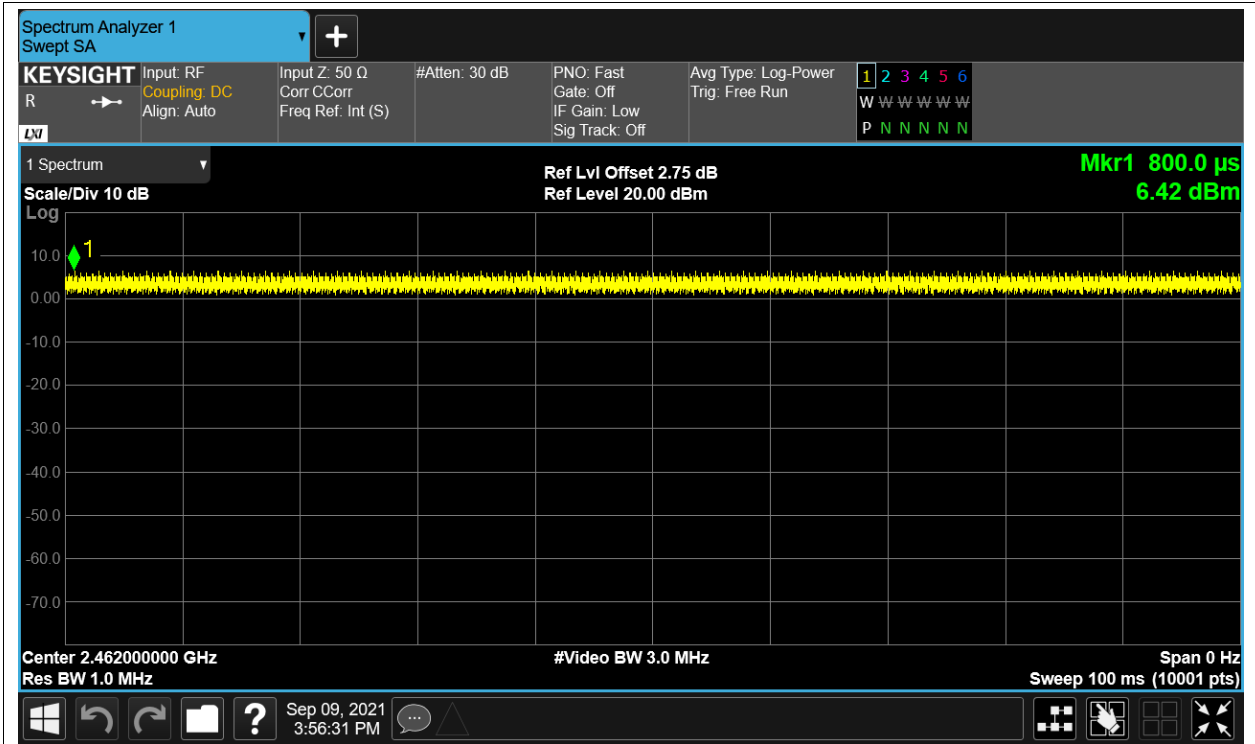 Spectrum Analyzer 1
Swept SA
KEYSIGHT
R
LXI
Input: RF
Coupling: DC
Align: Auto
Input Z: 50 Ω
Corr CCorr
Freq Ref: Int (S)
#Atten: 30 dB
PNO: Fast
Gate: Off
IF Gain: Low
Sig Track: Off
Avg Type: Log-Power
Trig: Free Run
1 2 3 4 5 6
W W W W W W
P N N N N N
1 Spectrum
Scale/Div 10 dB
Ref Lvl Offset 2.75 dB
Ref Level 20.00 dBm
Mkr1 800.0 µs
6.42 dBm
Log
1
10.0
0.00
-10.0
-20.0
-30.0
-40.0
-50.0
-60.0
-70.0
Center 2.462000000 GHz
#Video BW 3.0 MHz
Span 0 Hz
Res BW 1.0 MHz
Sweep 100 ms (10001 pts)
?
Sep 09, 2021
3:56:31 PM